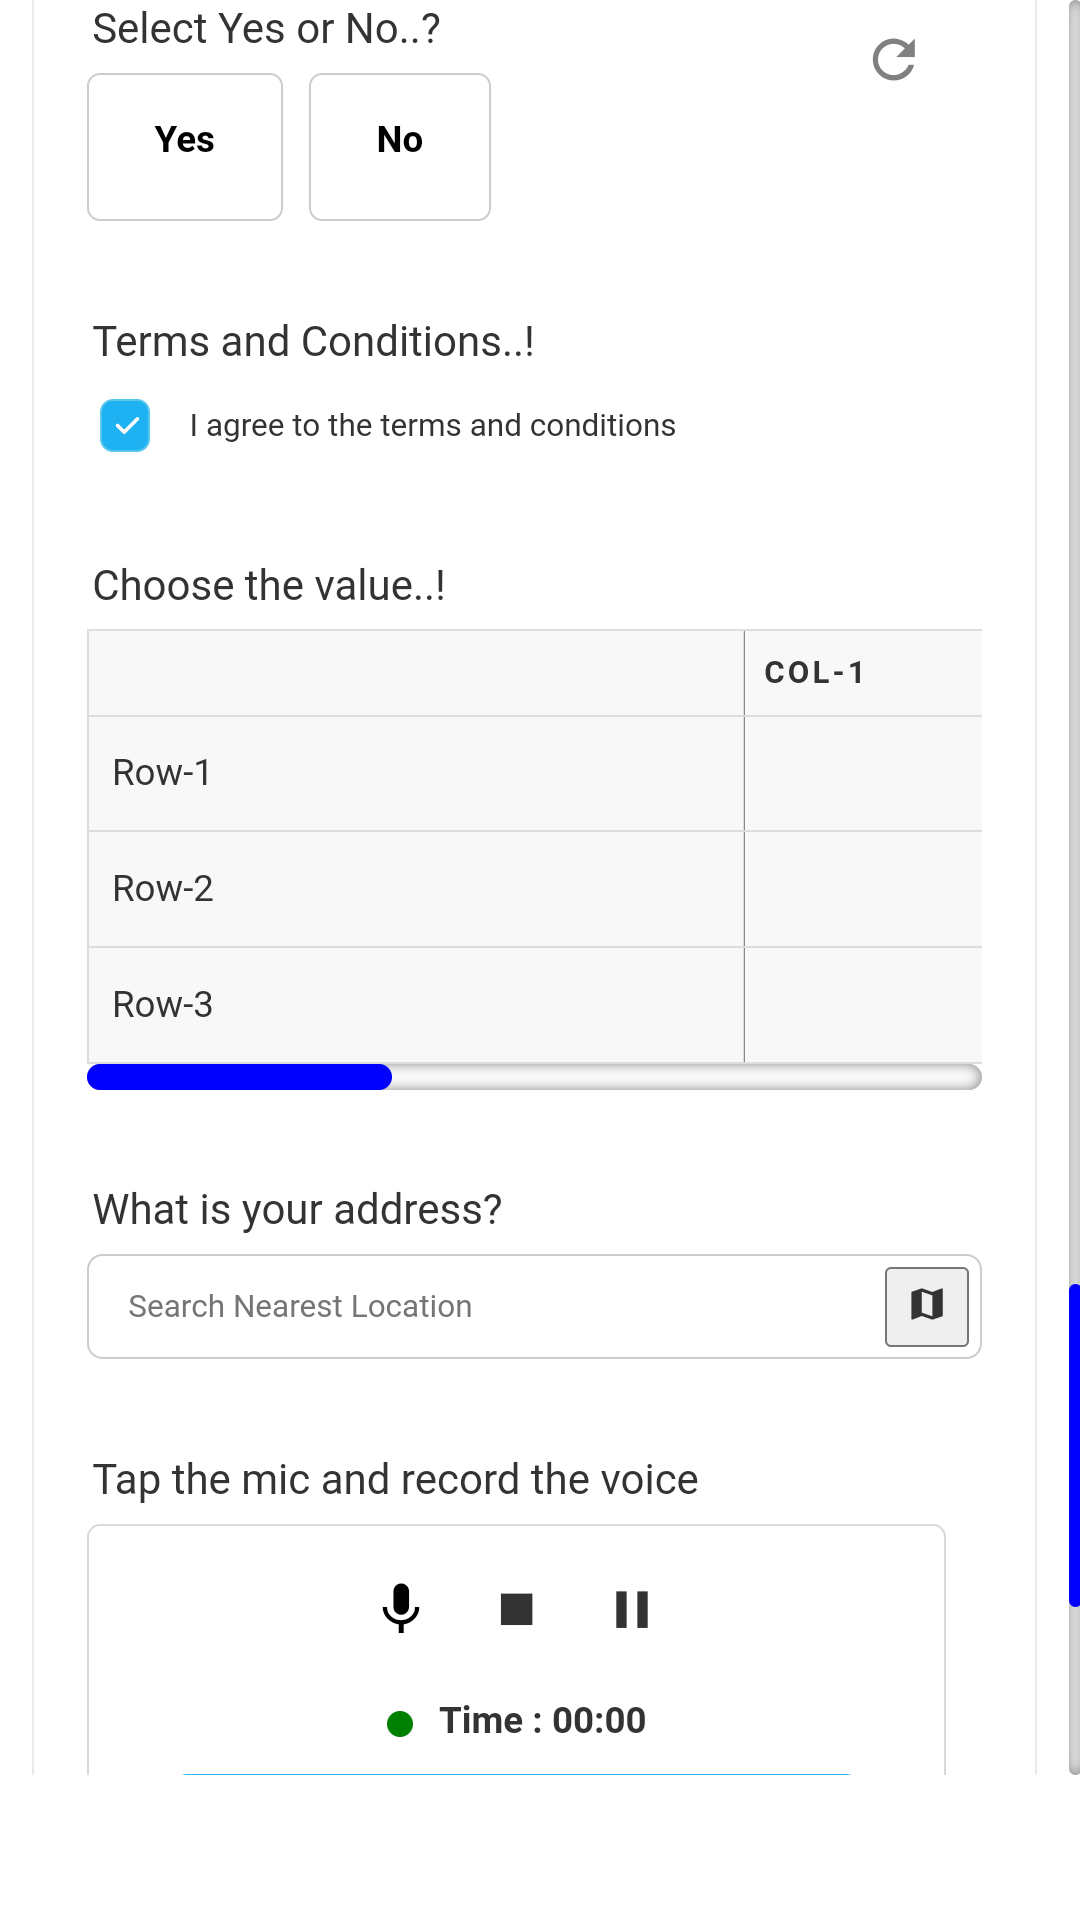 Select Yes or No..?
Yes
No
Terms and Conditions..!
I agree to the terms and conditions
Choose the value..!
COL-1
Row-1
Row-2
Row-3
What is your address?
Search Nearest Location
Tap the mic and record the voice
Time : 00:00